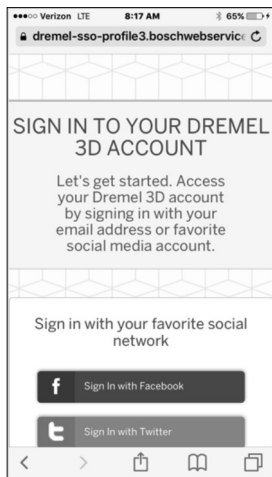 Verizon LTE 8:17 AM 65%
dremel-sso-profile3.boschwebservic
SIGN IN TO YOUR DREMEL
3D ACCOUNT
Let's get started. Access
your Dremel 3D account
by signing in with your
email address or favorite
social media account.
Sign in with your favorite social
network
f Sign In with Facebook
Sign In with Twitter